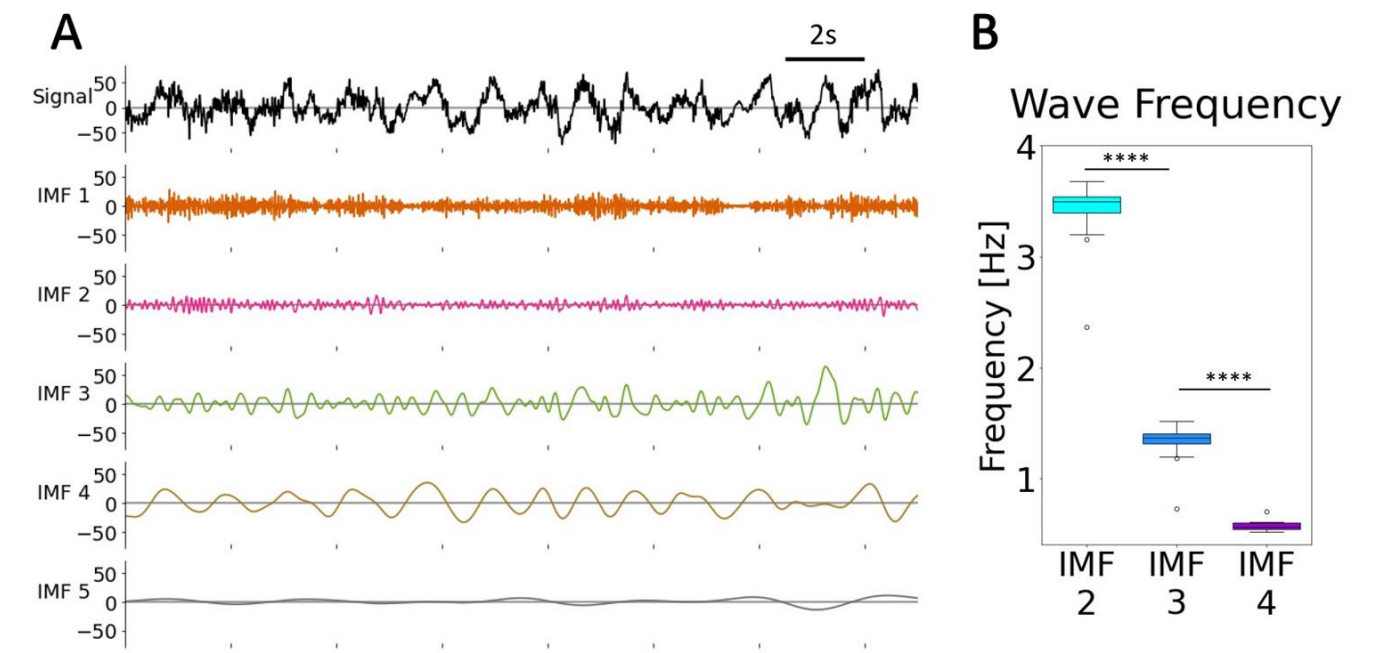 A
2s
Signal
50
0
−50
IMF 1
50
0
−50
IMF 2
50
0
−50
IMF 3
50
0
−50
IMF 4
50
0
−50
IMF 5
50
0
−50
B
Wave Frequency
Frequency [Hz]
4
3
2
1
****
****
IMF 2
IMF 3
IMF 4